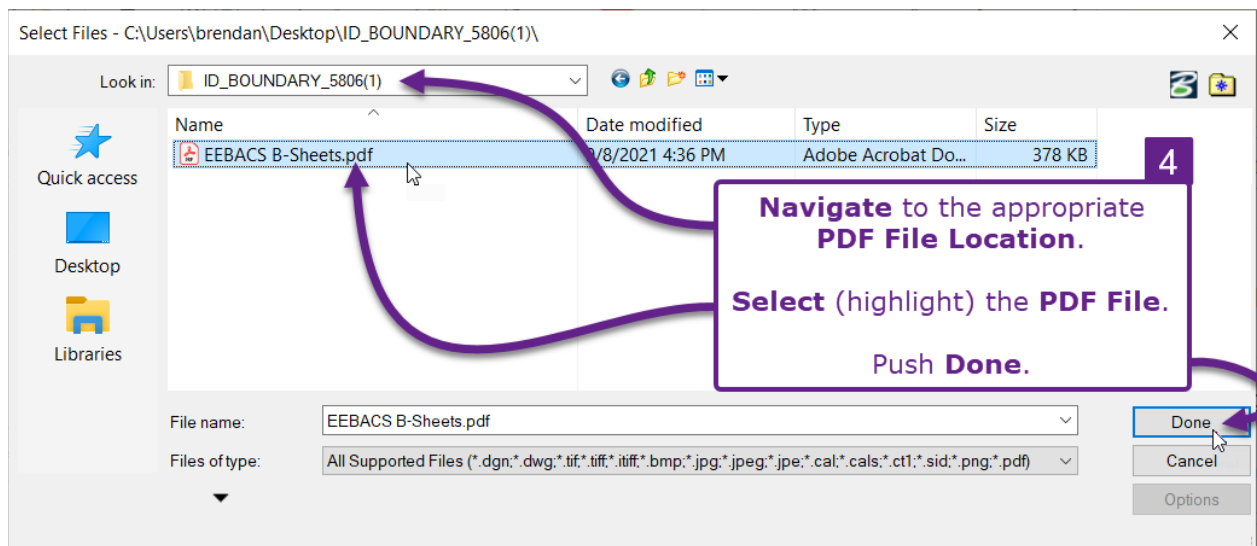 Select Files - C:\Users\brendan\Desktop\ID_BOUNDARY_5806(1)\
Look in: ID_BOUNDARY_5806(1)
Name Date modified Type Size
EEBACS B-Sheets.pdf 9/8/2021 4:36 PM Adobe Acrobat Do... 378 KB
Quick access
Desktop
Libraries
4
Navigate to the appropriate
PDF File Location.
Select (highlight) the PDF File.
Push Done.
File name: EEBACS B-Sheets.pdf Done
Files of type: All Supported Files (*.dgn;*.dwg;*.tif;*.tiff;*.itiff;*.bmp;*.jpg;*.jpeg;*.jpe;*.cal;*.cals;*.ct1;*.sid;*.png;*.pdf) Cancel
Options